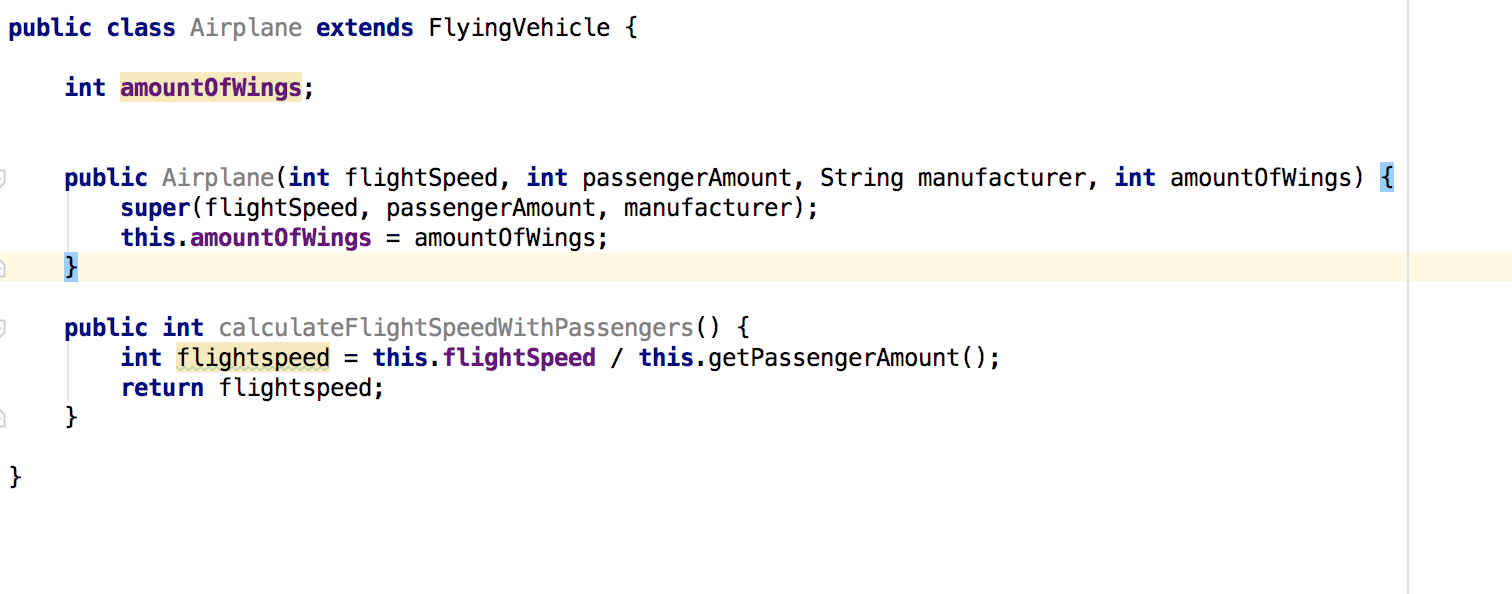 public class Airplane extends FlyingVehicle {
int amountOfWings;
public Airplane(int flightSpeed, int passengerAmount, String manufacturer, int amountOfWings) {
super(flightSpeed, passengerAmount, manufacturer);
this.amountOfWings = amountOfWings;
}
public int calculateFlightSpeedWithPassengers() {
int flightspeed = this.flightSpeed / this.getPassengerAmount();
return flightspeed;
}
}